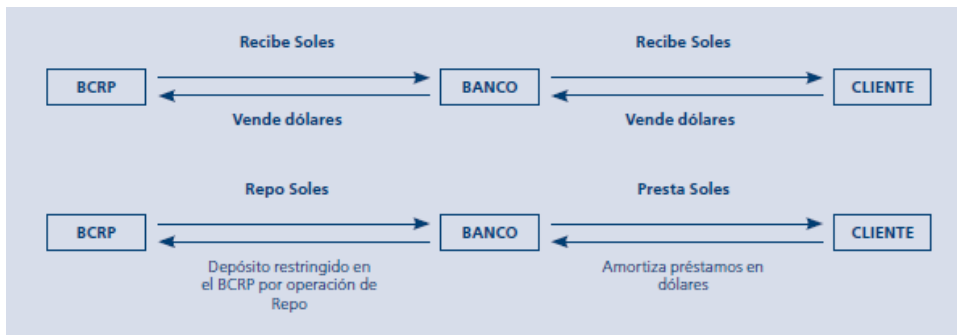 Recibe Soles
Recibe Soles
BCRP
BANCO
CLIENTE
Vende dólares
Vende dólares
Repo Soles
Presta Soles
BCRP
BANCO
CLIENTE
Depósito restringido en
el BCRP por operación de
Repo
Amortiza préstamos en
dólares